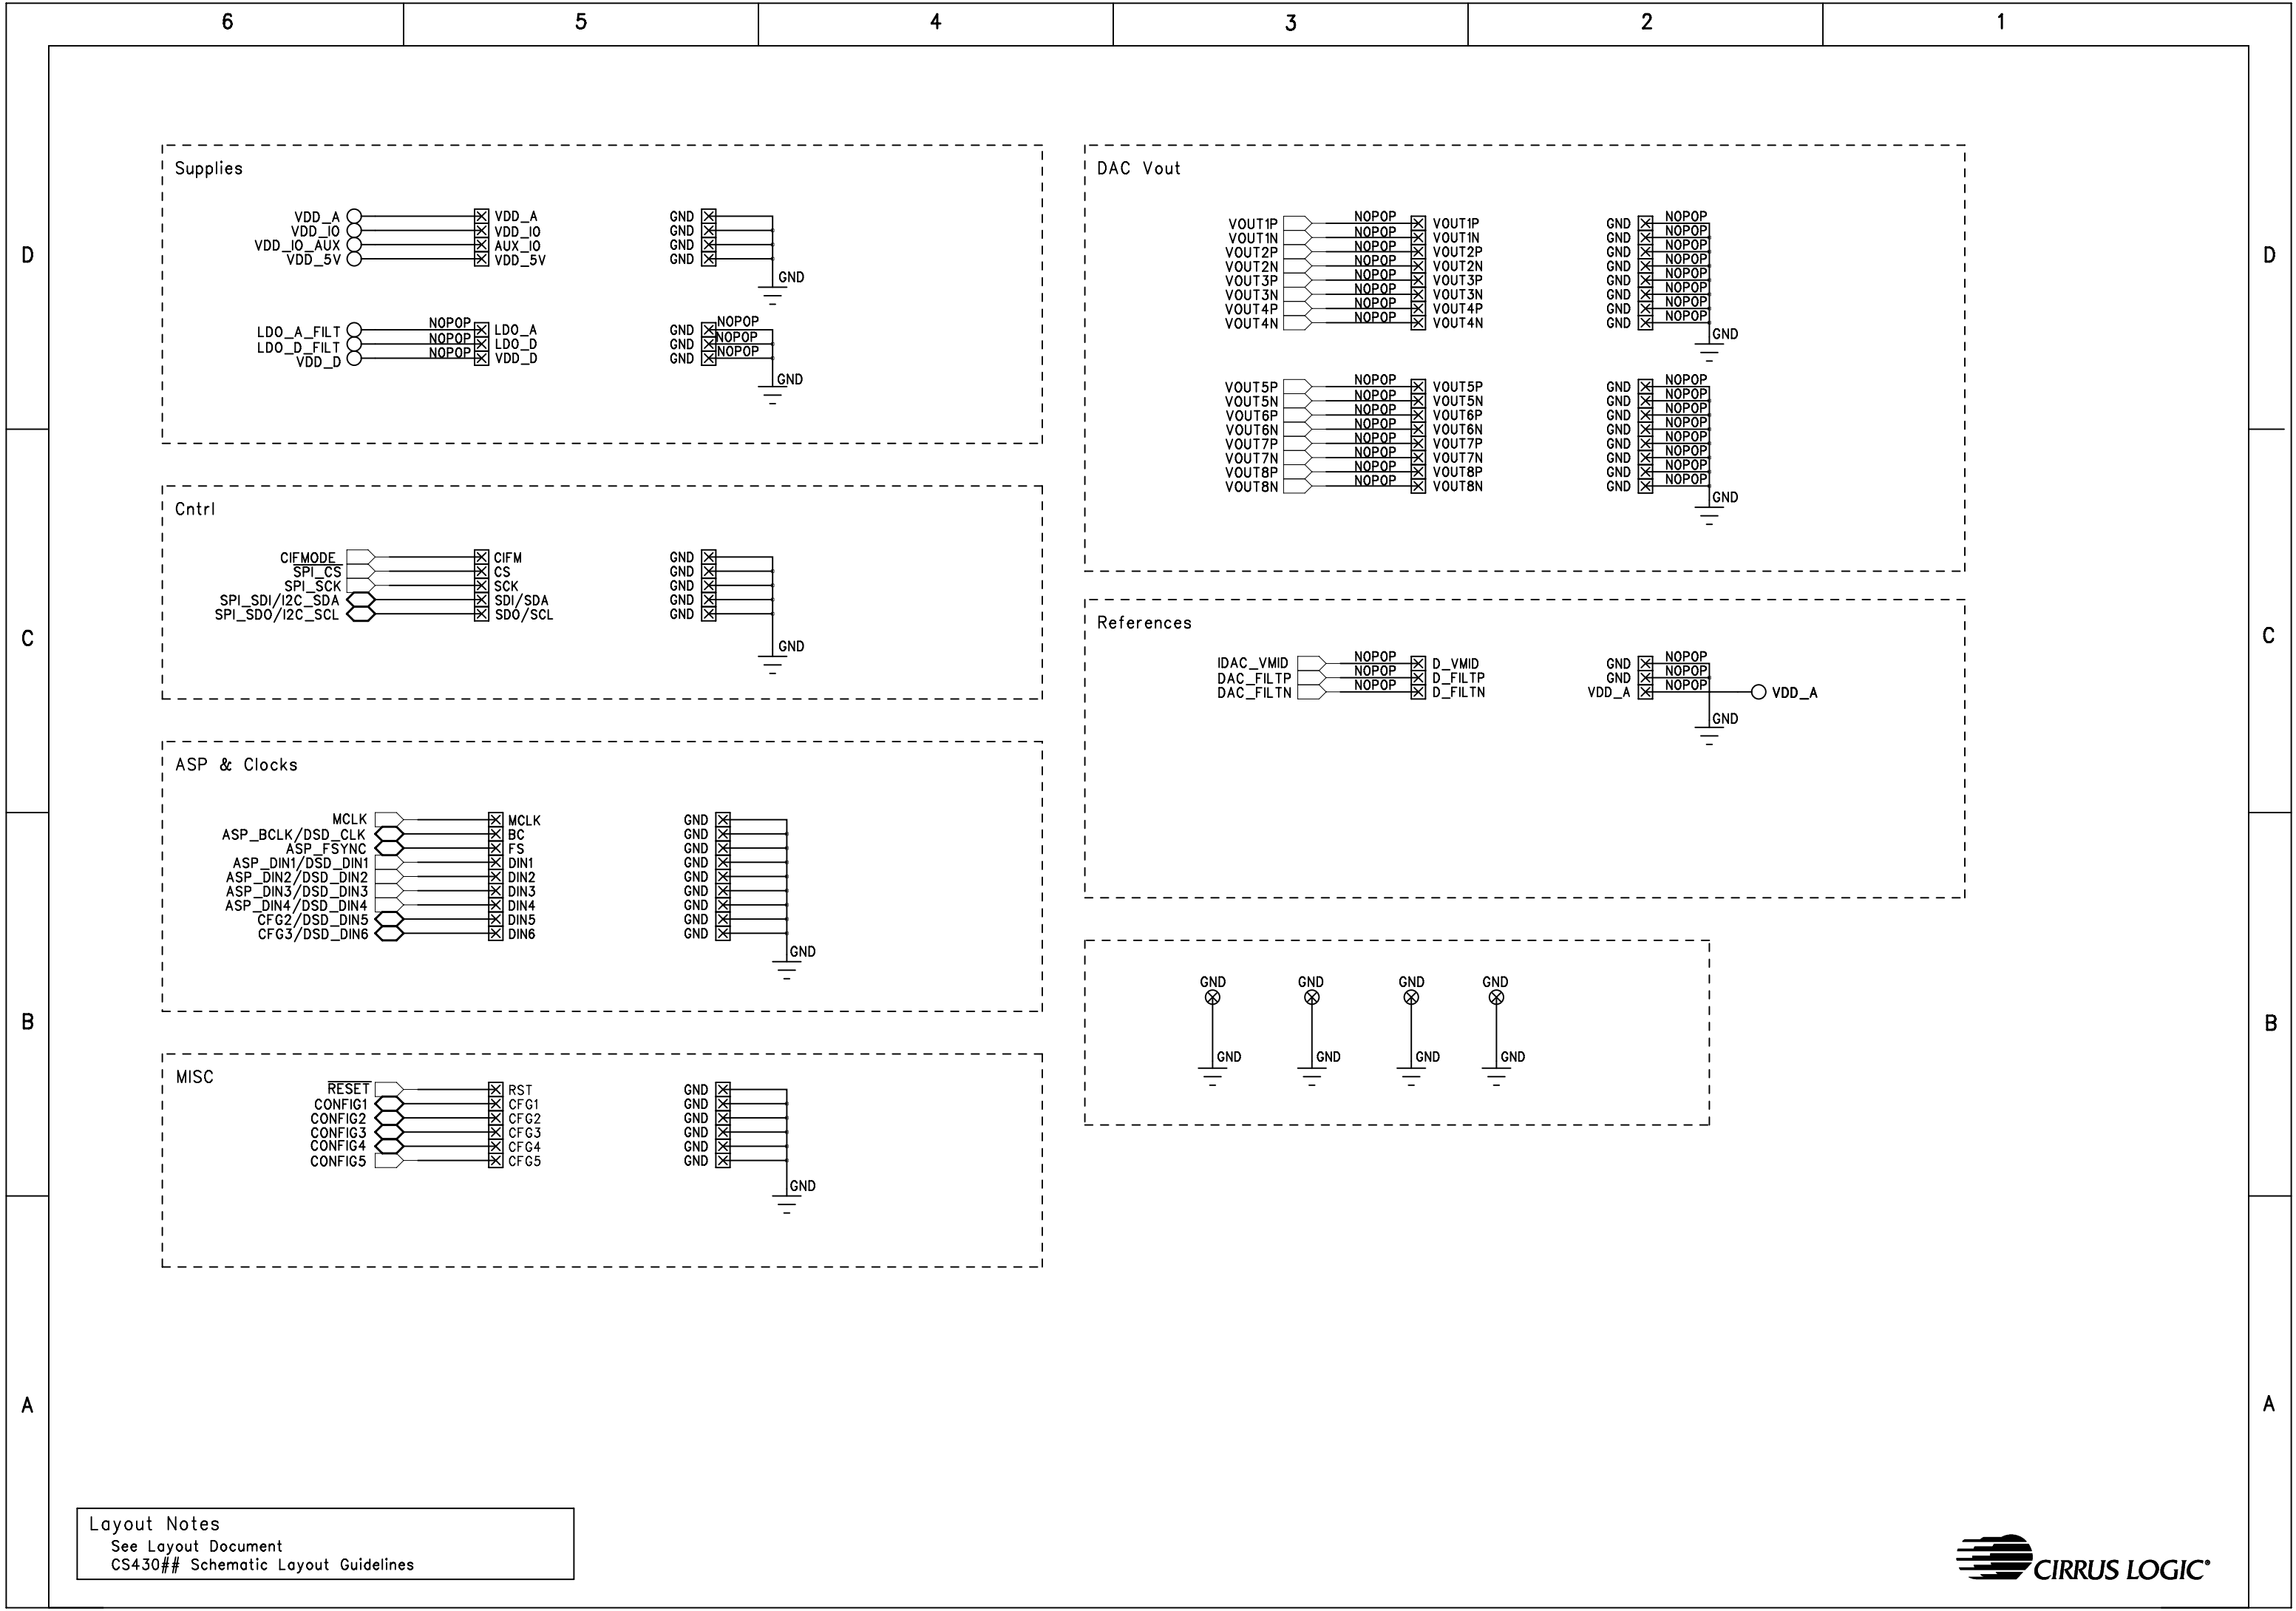 6 5 4 3 2 1
D
C
B
A
Supplies
VDD_A VDD_A GND
VDD_IO VDD_IO GND
VDD_IO_AUX AUX_IO GND
VDD_5V VDD_5V GND
GND
LDO_A_FILT NOPOP LDO_A GND NOPOP
LDO_D_FILT NOPOP LDO_D GND NOPOP
VDD_D NOPOP VDD_D GND NOPOP
GND
Cntrl
CIFMODE CIFM GND
SPI_CS CS GND
SPI_SCK SCK GND
SPI_SDI/I2C_SDA SDI/SDA GND
SPI_SDO/I2C_SCL SDO/SCL GND
GND
ASP & Clocks
MCLK MCLK GND
ASP_BCLK/DSD_CLK BC GND
ASP_FSYNC FS GND
ASP_DIN1/DSD_DIN1 DIN1 GND
ASP_DIN2/DSD_DIN2 DIN2 GND
ASP_DIN3/DSD_DIN3 DIN3 GND
ASP_DIN4/DSD_DIN4 DIN4 GND
CFG2/DSD_DIN5 DIN5 GND
CFG3/DSD_DIN6 DIN6 GND
GND
MISC
RESET RST GND
CONFIG1 CFG1 GND
CONFIG2 CFG2 GND
CONFIG3 CFG3 GND
CONFIG4 CFG4 GND
CONFIG5 CFG5 GND
GND
DAC Vout
VOUT1P NOPOP VOUT1P GND NOPOP
VOUT1N NOPOP VOUT1N GND NOPOP
VOUT2P NOPOP VOUT2P GND NOPOP
VOUT2N NOPOP VOUT2N GND NOPOP
VOUT3P NOPOP VOUT3P GND NOPOP
VOUT3N NOPOP VOUT3N GND NOPOP
VOUT4P NOPOP VOUT4P GND NOPOP
VOUT4N NOPOP VOUT4N GND NOPOP
GND
VOUT5P NOPOP VOUT5P GND NOPOP
VOUT5N NOPOP VOUT5N GND NOPOP
VOUT6P NOPOP VOUT6P GND NOPOP
VOUT6N NOPOP VOUT6N GND NOPOP
VOUT7P NOPOP VOUT7P GND NOPOP
VOUT7N NOPOP VOUT7N GND NOPOP
VOUT8P NOPOP VOUT8P GND NOPOP
VOUT8N NOPOP VOUT8N GND NOPOP
GND
References
IDAC_VMID NOPOP D_VMID GND NOPOP
DAC_FILTP NOPOP D_FILTP GND NOPOP
DAC_FILTN NOPOP D_FILTN VDD_A NOPOP VDD_A
GND
GND GND GND GND
GND GND GND GND
D
C
B
A
Layout Notes
See Layout Document
CS430## Schematic Layout Guidelines
CIRRUS LOGIC®